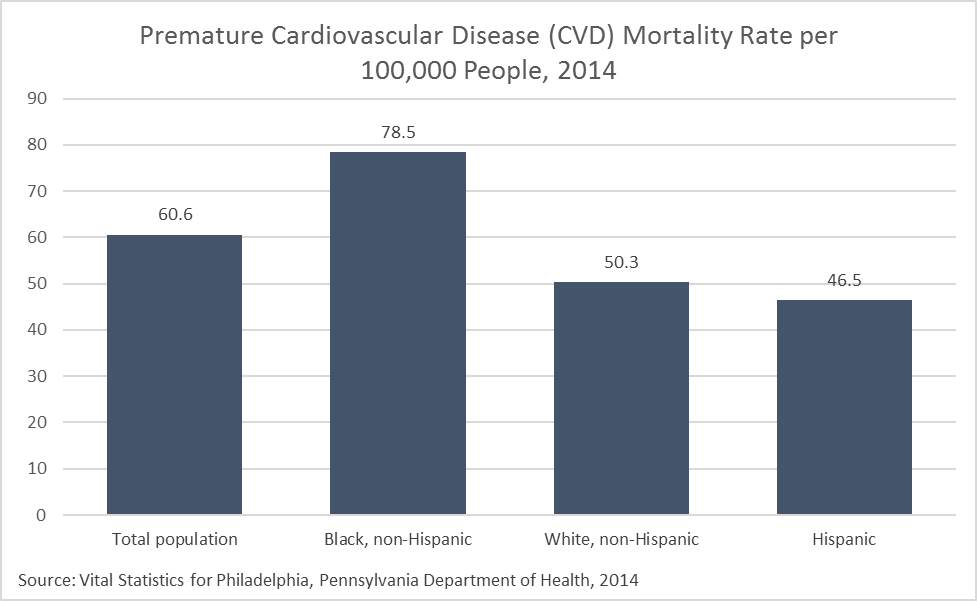 Premature Cardiovascular Disease (CVD) Mortality Rate per
100,000 People, 2014
90
80
70
60
50
40
30
20
10
0
60.6
78.5
50.3
46.5
Total population
Black, non-Hispanic
White, non-Hispanic
Hispanic
Source: Vital Statistics for Philadelphia, Pennsylvania Department of Health, 2014